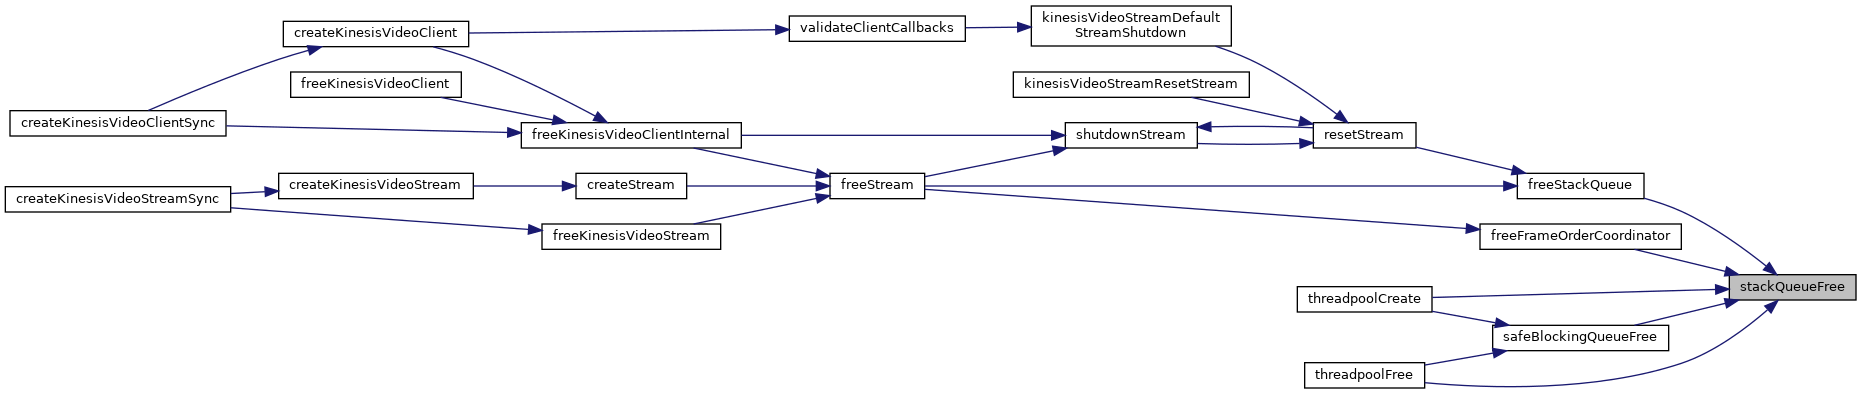 createKinesisVideoClient
validateClientCallbacks
kinesisVideoStreamDefault
StreamShutdown
freeKinesisVideoClient
kinesisVideoStreamResetStream
createKinesisVideoClientSync
freeKinesisVideoClientInternal
shutdownStream
resetStream
createKinesisVideoStreamSync
createKinesisVideoStream
createStream
freeStream
freeStackQueue
freeKinesisVideoStream
freeFrameOrderCoordinator
stackQueueFree
threadpoolCreate
safeBlockingQueueFree
threadpoolFree